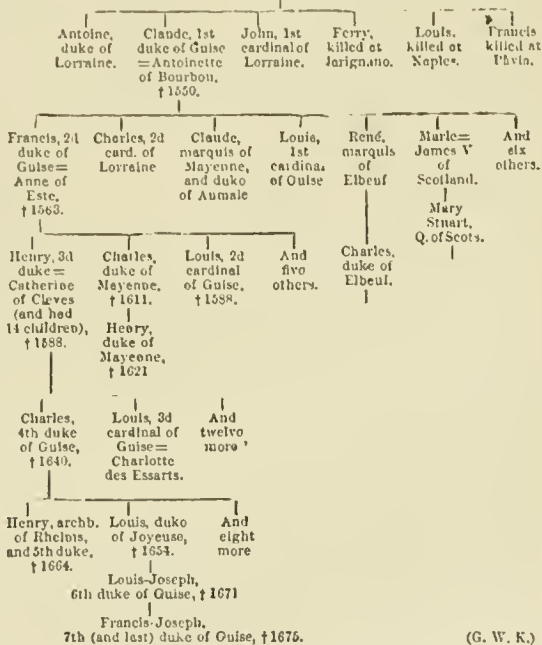 Antoine,
duke of
Lorraine.
Claude, 1st
duke of Guise
=Antoinette
of Bourbon,
† 1550.
John, 1st
cardinal of
Lorraine.
Ferry,
killed at
Marignano.
Louis,
killed at
Naples.
Francis
killed at
Pavia.
Francis, 2d
duke of
Guise=
Anne of
Este,
† 1563.
Charles, 2d
card. of
Lorraine
Claude,
marquis of
Mayenne,
and duke
of Aumale
Louis,
1st
cardinal
of Guise
René,
marquis
of
Elbeuf
Charles,
duke of
Elbeuf.
Marie=
James V
of
Scotland.
Mary
Stuart,
Q. of Scots.
And
six
others.
Henry, 3d
duke=
Catherine
of Cleves
(and had
14 children),
† 1588.
Charles,
duke of
Mayenne,
† 1611.
Henry,
duke of
Mayenne,
† 1621
Louis, 2d
cardinal
of Guise,
† 1588.
And
five
others.
Charles,
4th duke
of Guise,
† 1640.
Louis, 3d
cardinal of
Guise=
Charlotte
des Essarts.
And
twelve
more
Henry, archb.
of Rheims,
and 5th duke,
† 1664.
Louis, duke
of Joyeuse,
† 1654.
And
eight
more
Louis-Joseph,
6th duke of Guise, † 1671
Francis-Joseph,
7th (and last) duke of Guise, † 1675.
(G. W. K.)